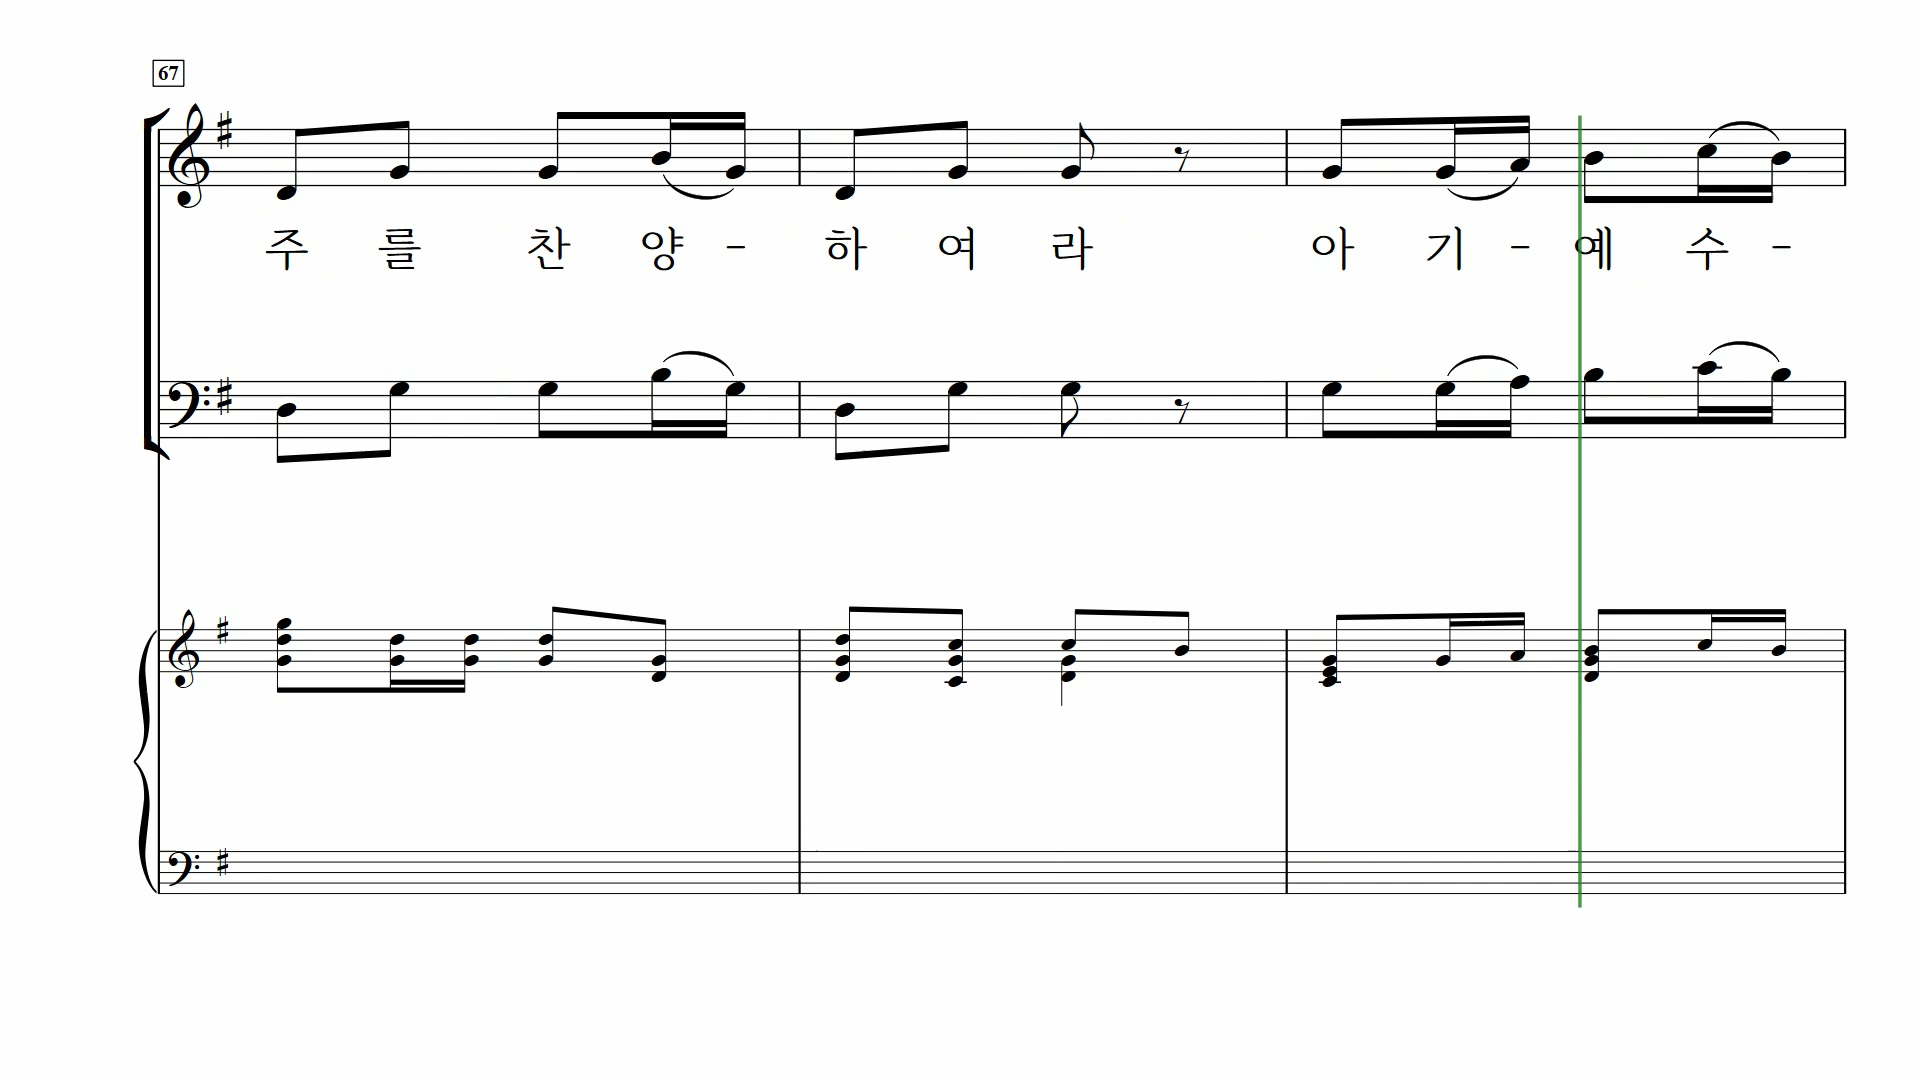 67
주 를 찬 양 - 하 여 라 아 기 - 예 수 -